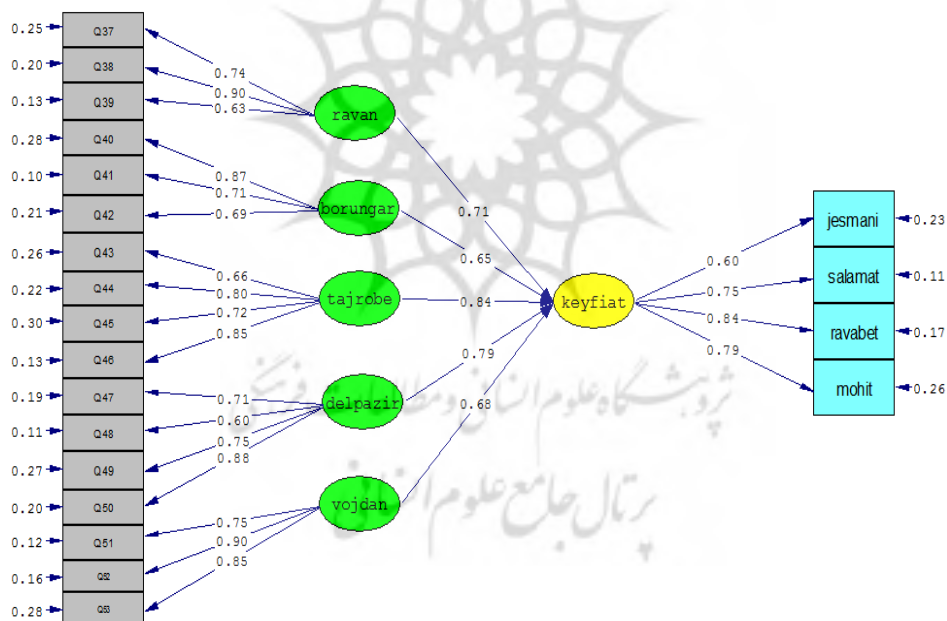 0.25 Q37
0.20 Q38
0.13 Q39
0.28 Q40
0.10 Q41
0.21 Q42
0.26 Q43
0.22 Q44
0.30 Q45
0.13 Q46
0.19 Q47
0.11 Q48
0.27 Q49
0.20 Q50
0.12 Q51
0.16 Q52
0.28 Q53
0.74
0.90
0.63
0.87
0.71
0.69
0.66
0.80
0.72
0.85
0.71
0.60
0.75
0.88
0.75
0.90
0.85
ravan
borungar
tajrobe
delpazir
vojdan
0.71
0.65
0.84
0.79
0.68
keyfiat
0.60
0.75
0.84
0.79
jesmani 0.23
salamat 0.11
ravabet 0.17
mohit 0.26
پژوهشگاه علوم انسانی و مطالعات فرهنگی
پرتال جامع علوم انسانی